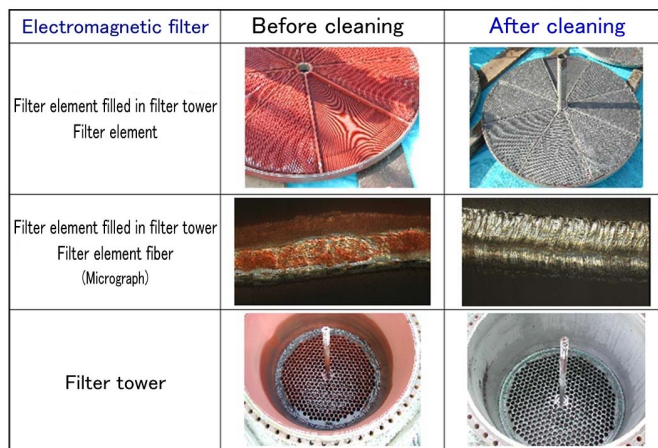 Electromagnetic filter
Before cleaning
After cleaning
Filter element filled in filter tower
Filter element
Filter element filled in filter tower
Filter element fiber
(Micrograph)
Filter tower